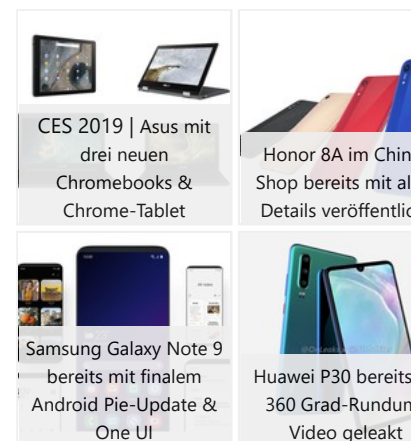 CES 2019 | Asus mit
drei neuen
Chromebooks &
Chrome-Tablet
Honor 8A im Chin
Shop bereits mit al
Details veröffentlic
Samsung Galaxy Note 9
bereits mit finalem
Android Pie-Update &
One UI
Huawei P30 bereits
360 Grad-Rundum
Video geleakt